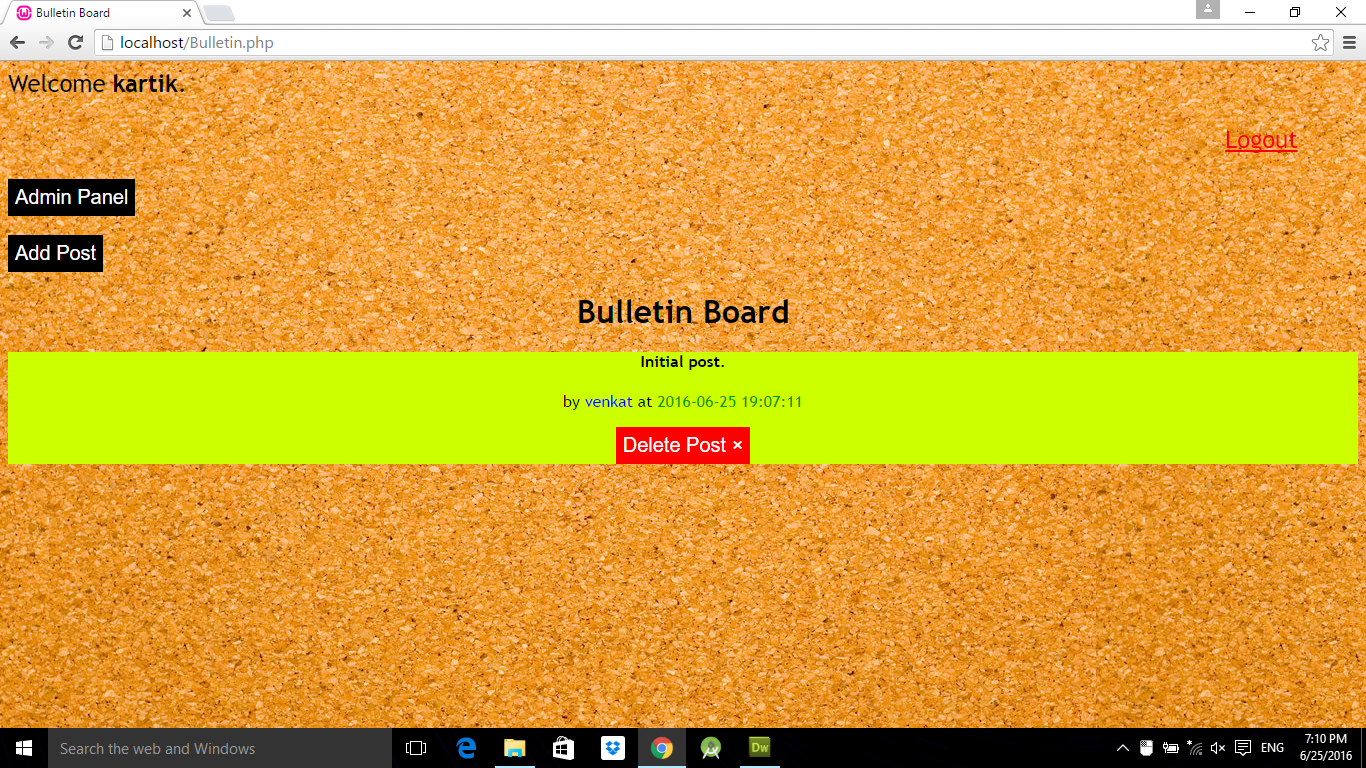 Bulletin Board
localhost/Bulletin.php
Welcome kartik.
Logout
Admin Panel
Add Post
Bulletin Board
Initial post.
by venkat at 2016-06-25 19:07:11
Delete Post ×
Search the web and Windows
Dw
ENG
7:10 PM
6/25/2016